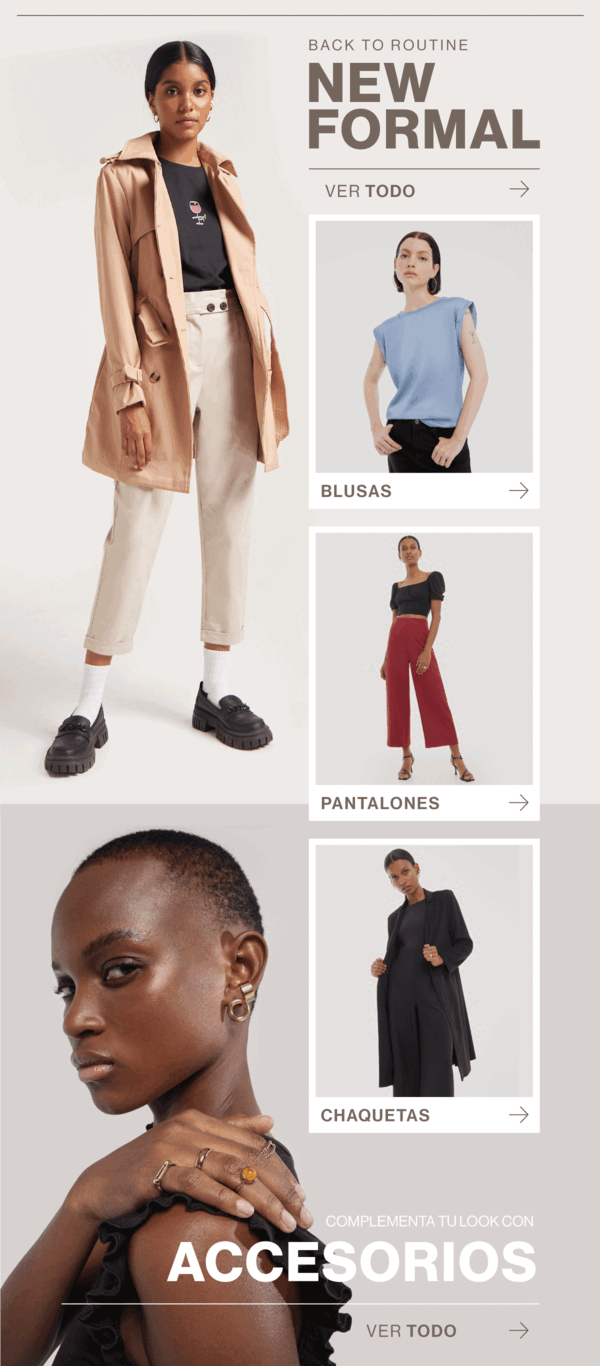 BACK TO ROUTINE
NEW
FORMAL
VER TODO
BLUSAS
PANTALONES
CHAQUETAS
COMPLEMENTA TU LOOK CON
ACCESORIOS
VER TODO